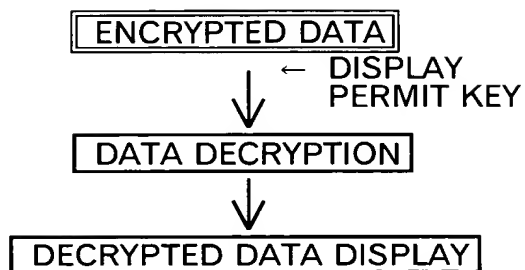 ENCRYPTED DATA
← DISPLAY
PERMIT KEY
DATA DECRYPTION
DECRYPTED DATA DISPLAY